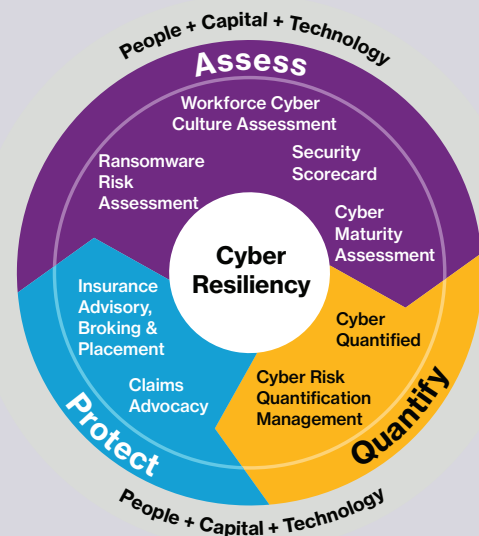 People + Capital + Technology
Assess
Workforce Cyber
Culture Assessment
Security
Scorecard
Ransomware
Risk
Assessment
Cyber
Maturity
Assessment
Cyber
Resiliency
Insurance
Advisory,
Broking &
Placement
Cyber
Quantified
Claims
Advocacy
Cyber Risk
Quantification
Management
Protect
Quantify
People + Capital + Technology